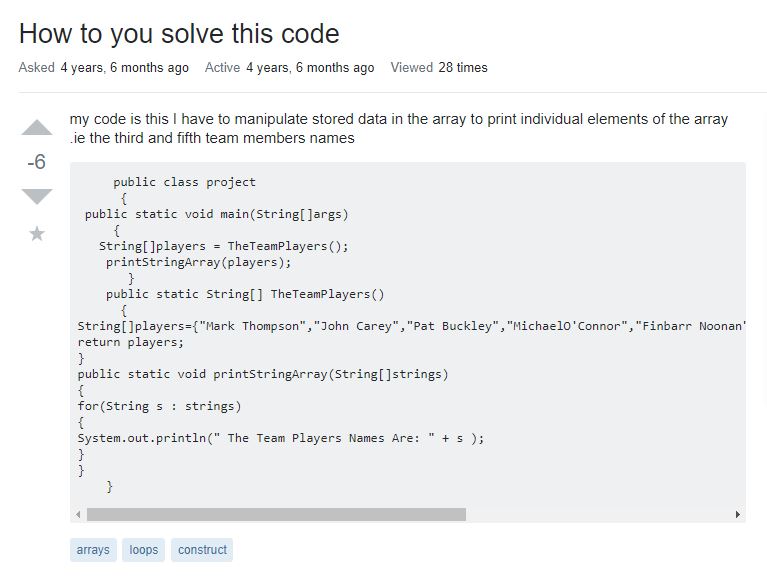 How to you solve this code
Asked 4 years, 6 months ago Active 4 years, 6 months ago Viewed 28 times
my code is this I have to manipulate stored data in the array to print individual elements of the array
.ie the third and fifth team members names
-6
public class project
{
public static void main(String[]args)
{
String[]players = TheTeamPlayers();
printStringArray(players);
}
public static String[] TheTeamPlayers()
{
String[]players={"Mark Thompson","John Carey","Pat Buckley","MichaelO'Connor","Finbarr Noonan'
return players;
}
public static void printStringArray(String[]strings)
{
for(String s : strings)
{
System.out.println(" The Team Players Names Are: " + s );
}
}
}
arrays loops construct